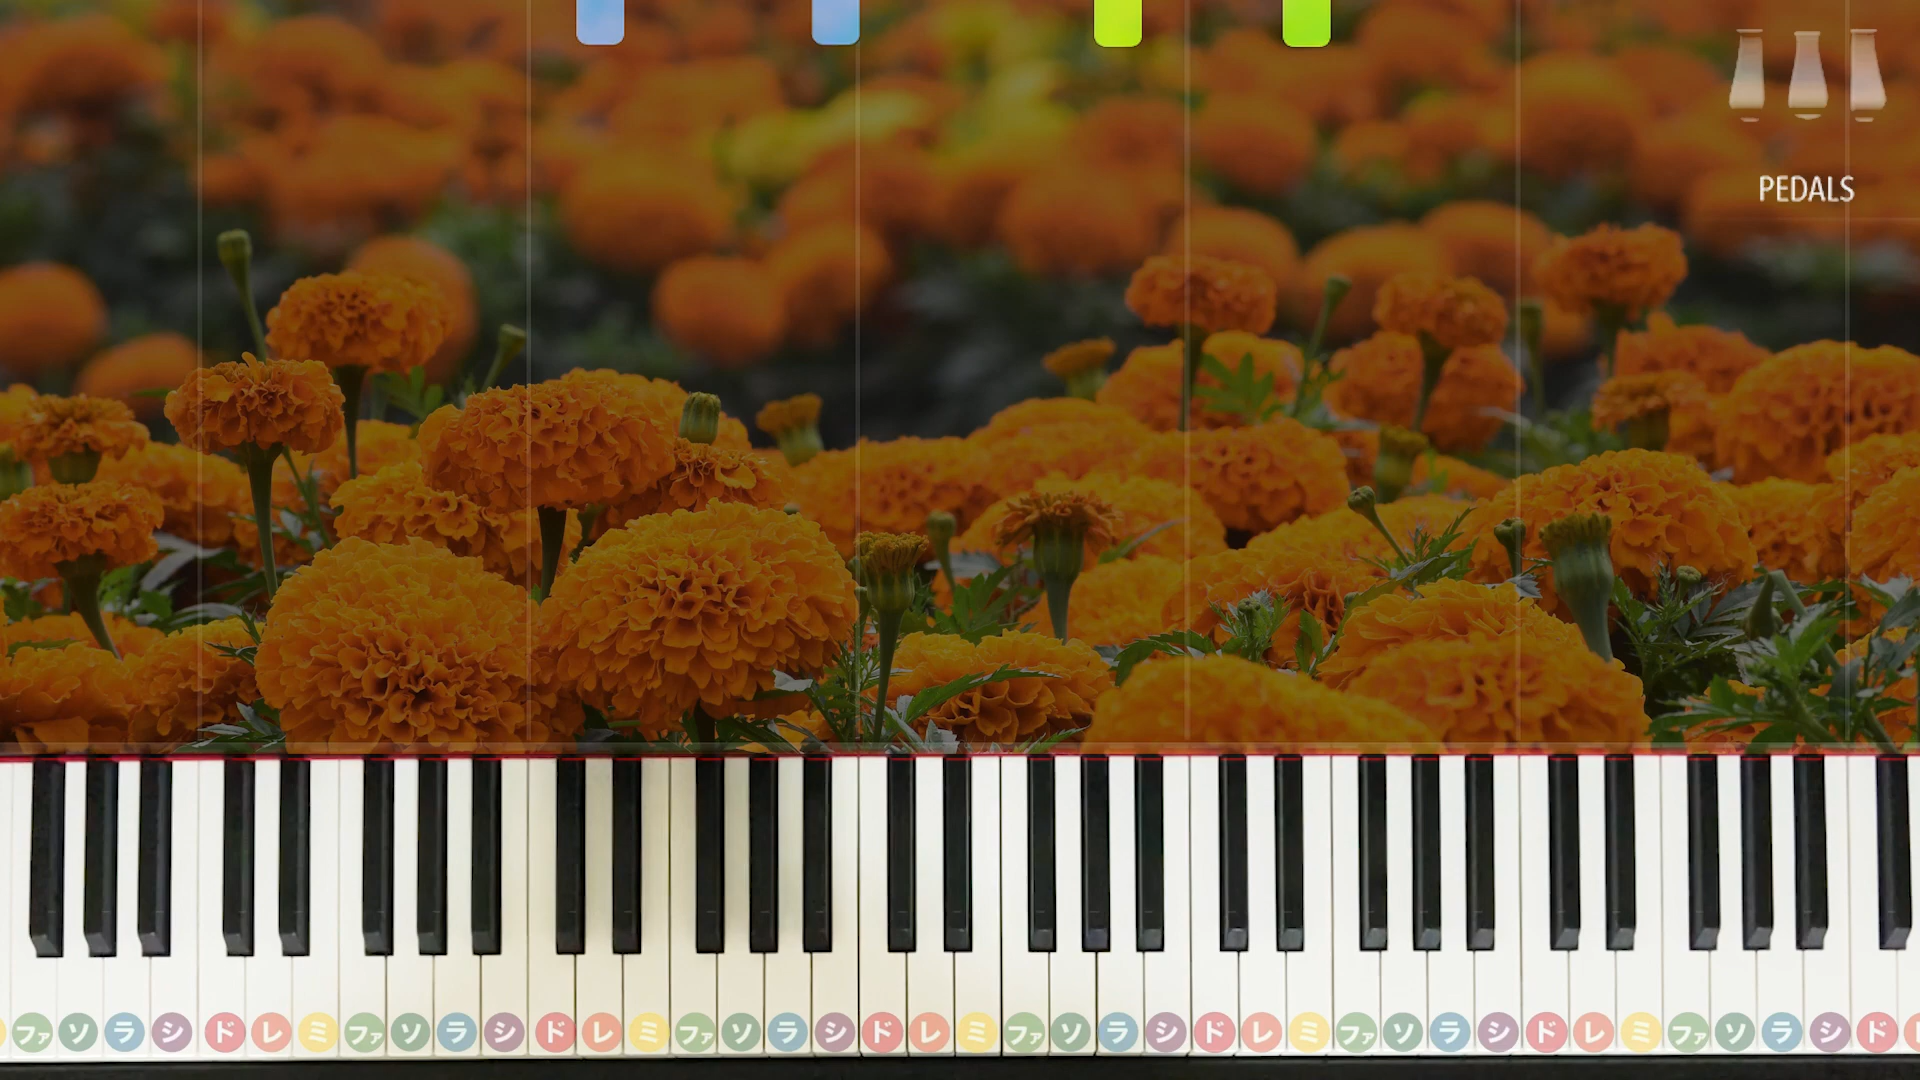 PEDALS
ファ ソ ラ シ ド レ ミ ファ ソ ラ シ ド レ ミ ファ ソ ラ シ ド レ ミ ファ ソ ラ シ ド レ ミ ファ ソ ラ シ ド レ ミ ファ ソ ラ シ ド